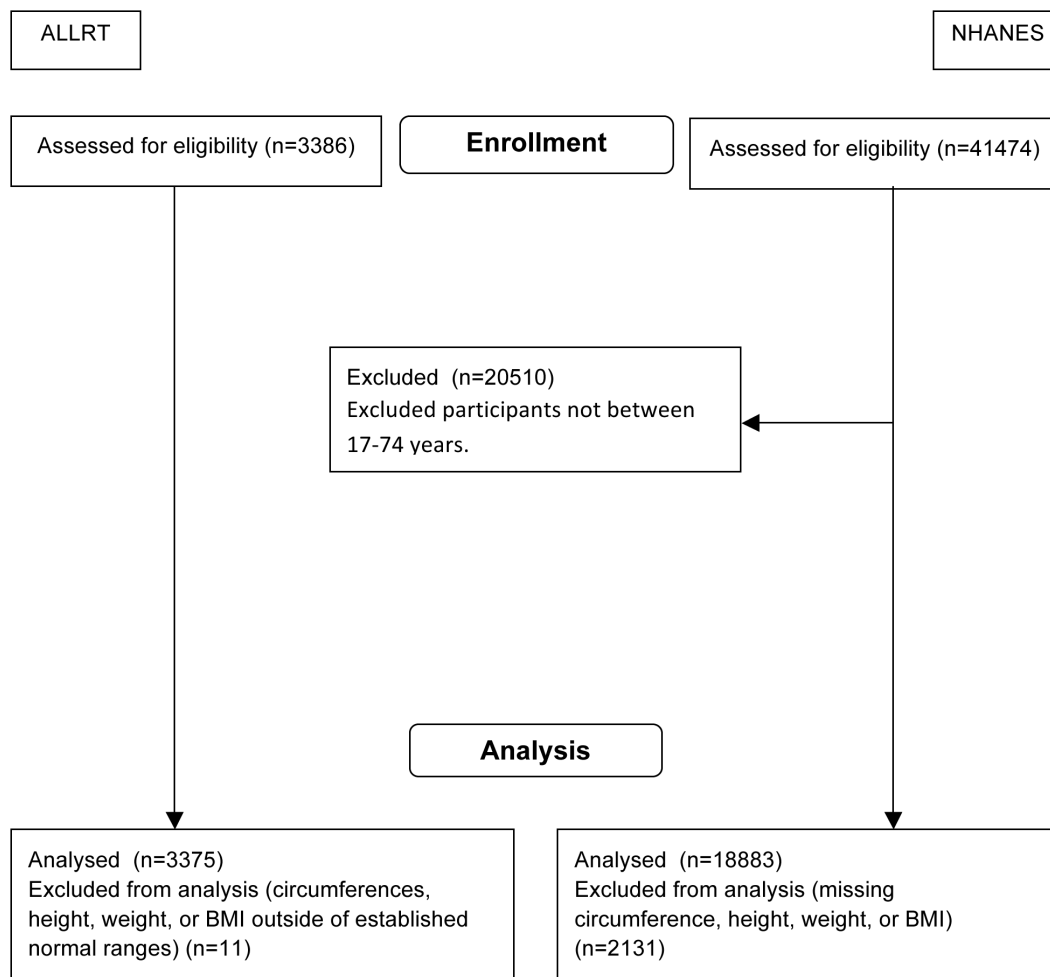 ALLRT
NHANES
Assessed for eligibility (n=3386)
Enrollment
Assessed for eligibility (n=41474)
Excluded (n=20510)
Excluded participants not between
17-74 years.
Analysis
Analysed (n=3375)
Excluded from analysis (circumferences,
height, weight, or BMI outside of established
normal ranges) (n=11)
Analysed (n=18883)
Excluded from analysis (missing
circumference, height, weight, or BMI)
(n=2131)